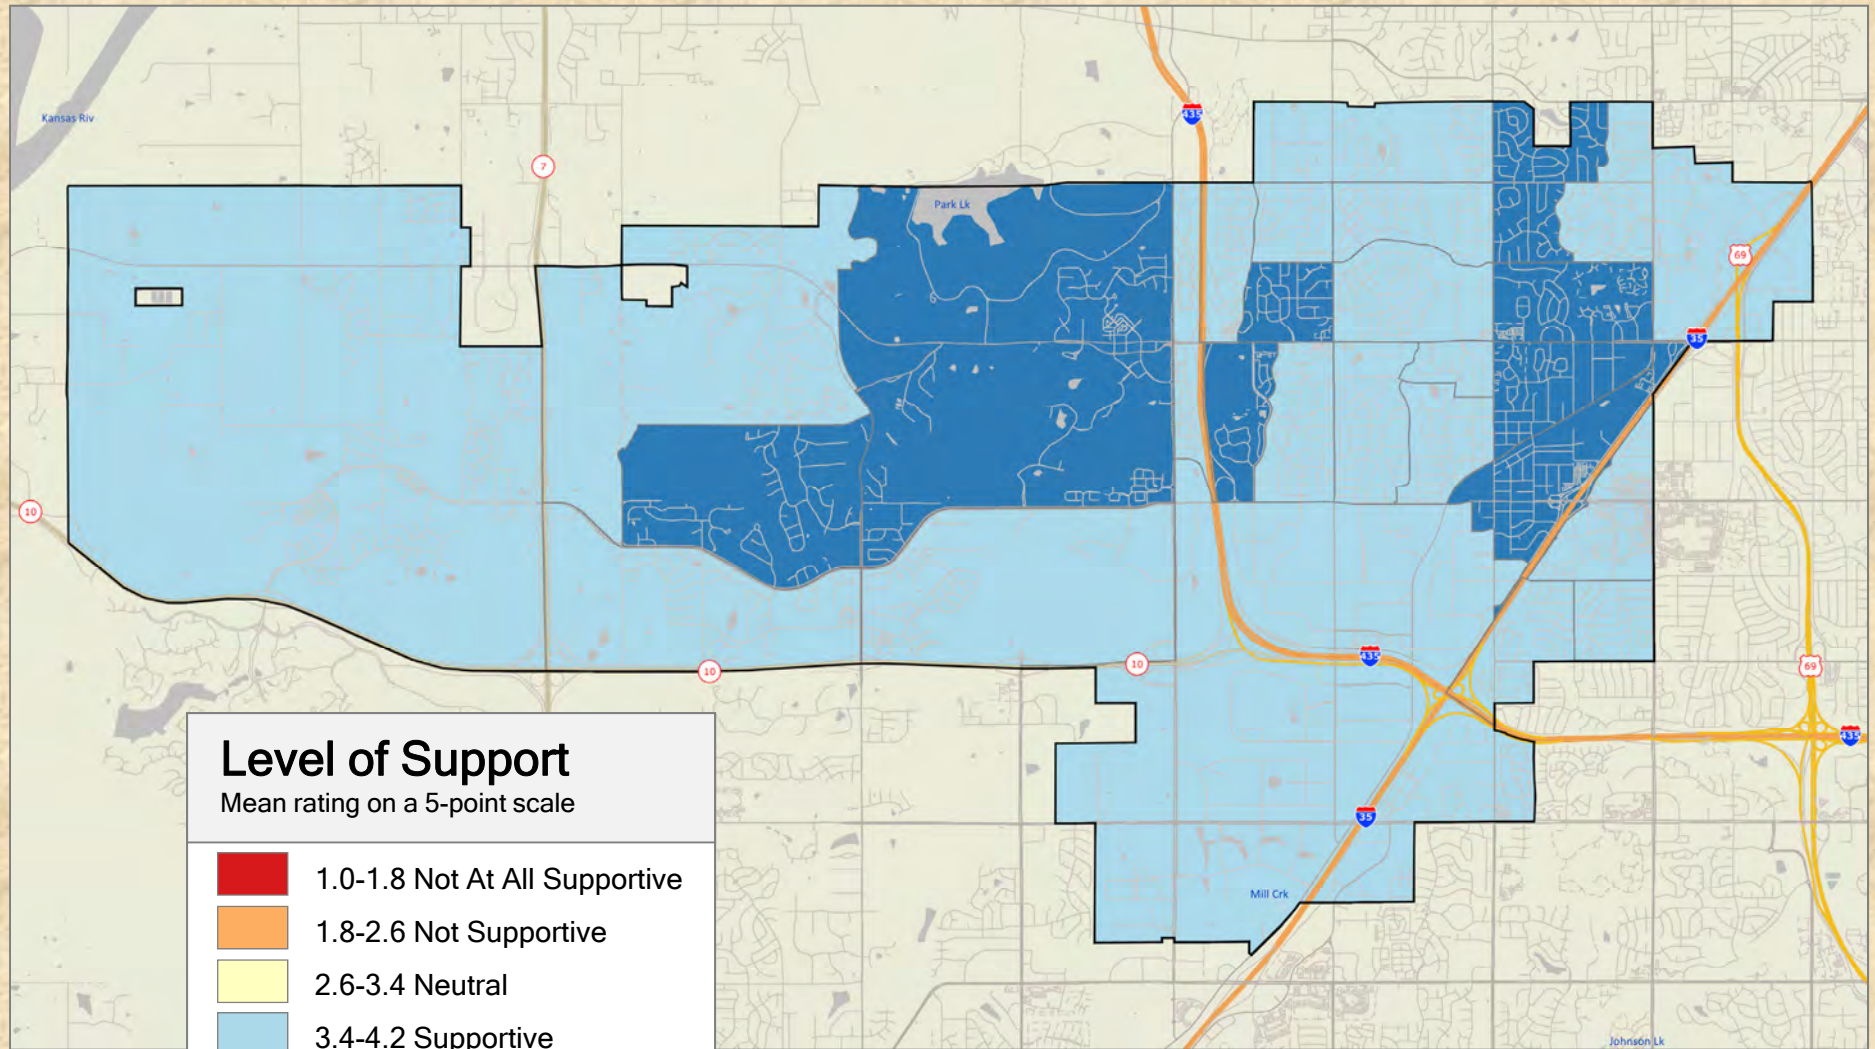 435
Kansas Riv
7
Park Lk
69
35
10
435
10
10
69
435
Level of Support
Mean rating on a 5-point scale
35
1.0-1.8 Not At All Supportive
Mill Crk
1.8-2.6 Not Supportive
2.6-3.4 Neutral
3.4-4.2 Supportive
Johnson Lk